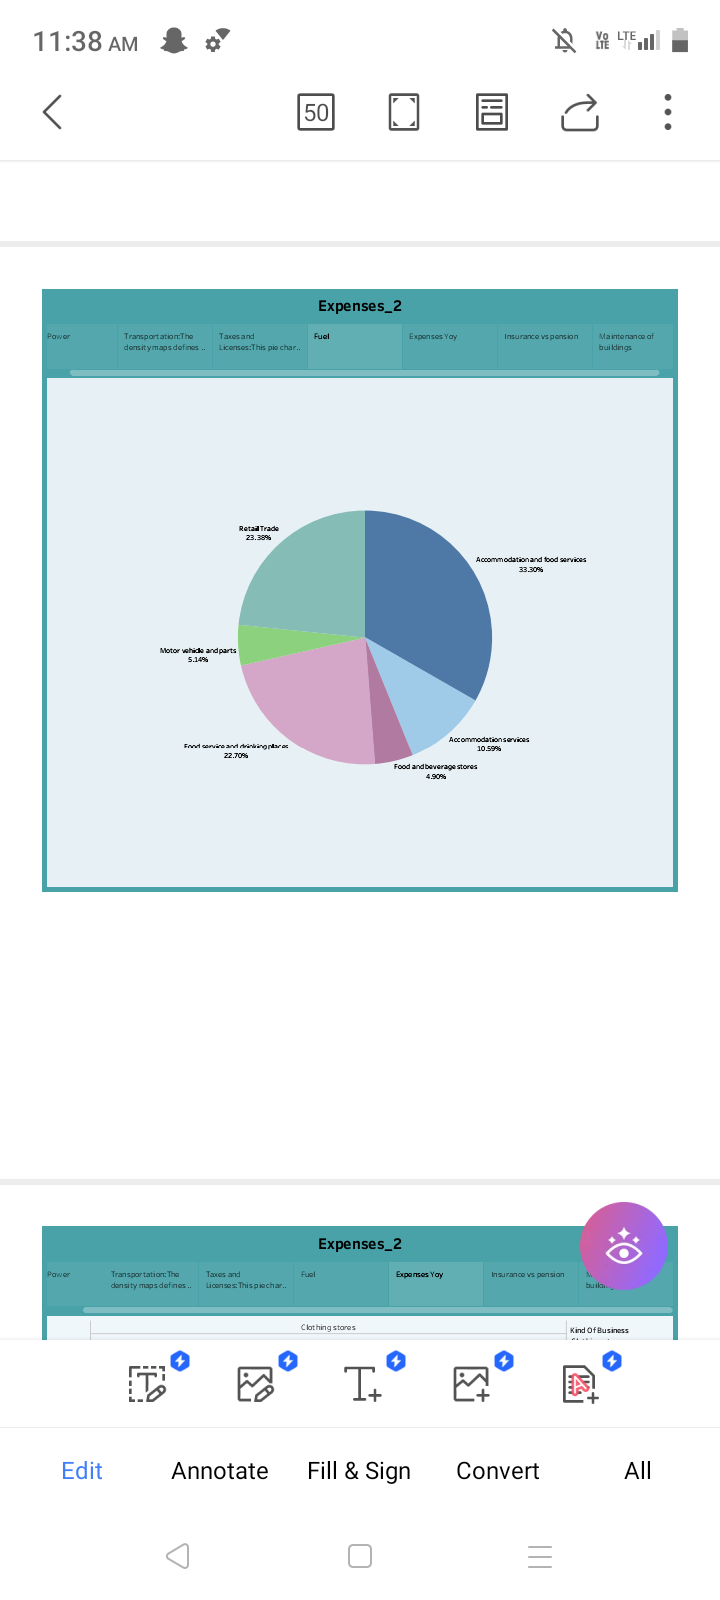 11:38 AM
Vo LTE
LTE
50
Expenses_2
Power
Transportation:The
density maps defines ..
Taxes and
Licenses:This pie char..
Fuel
Expenses Yoy
Insurance vs pension
Maintenance of
buildings
Retail Trade
23.38%
Accommodation and food services
33.30%
Motor vehicle and parts
5.14%
Food service and drinking places
22.70%
Accommodation services
10.59%
Food and beverage stores
4.90%
Expenses_2
Power
Transportation:The
density maps defines ..
Taxes and
Licenses:This pie char..
Fuel
Expenses Yoy
Insurance vs pension
Clothing stores
Kind Of Business
Edit
Annotate
Fill & Sign
Convert
All